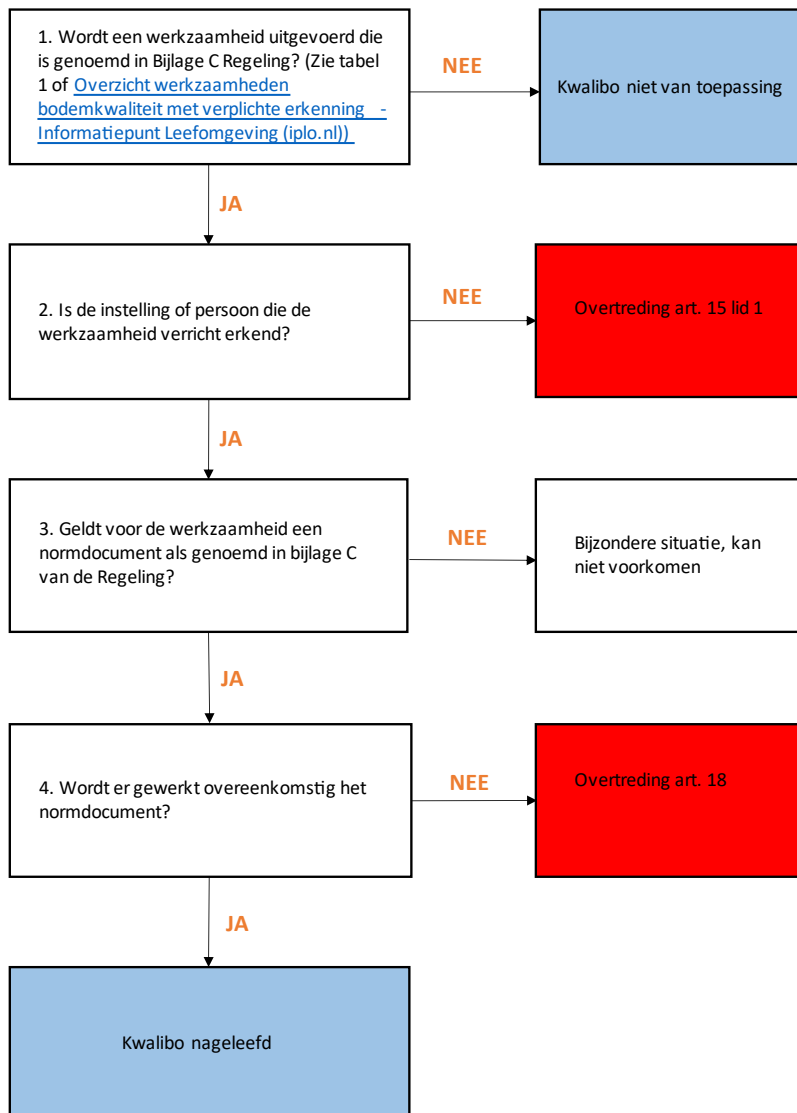 1. Wordt een werkzaamheid uitgevoerd die
is genoemd in Bijlage C Regeling? (Zie tabel
1 of Overzicht werkzaamheden
bodemkwaliteit met verplichte erkenning -
Informatiepunt Leefomgeving (iplo.nl))
NEE
Kwalibo niet van toepassing
JA
2. Is de instelling of persoon die de
werkzaamheid verricht erkend?
NEE
Overtreding art. 15 lid 1
JA
3. Geldt voor de werkzaamheid een
normdocument als genoemd in bijlage C
van de Regeling?
NEE
Bijzondere situatie, kan
niet voorkomen
JA
4. Wordt er gewerkt overeenkomstig het
normdocument?
NEE
Overtreding art. 18
JA
Kwalibo nageleefd